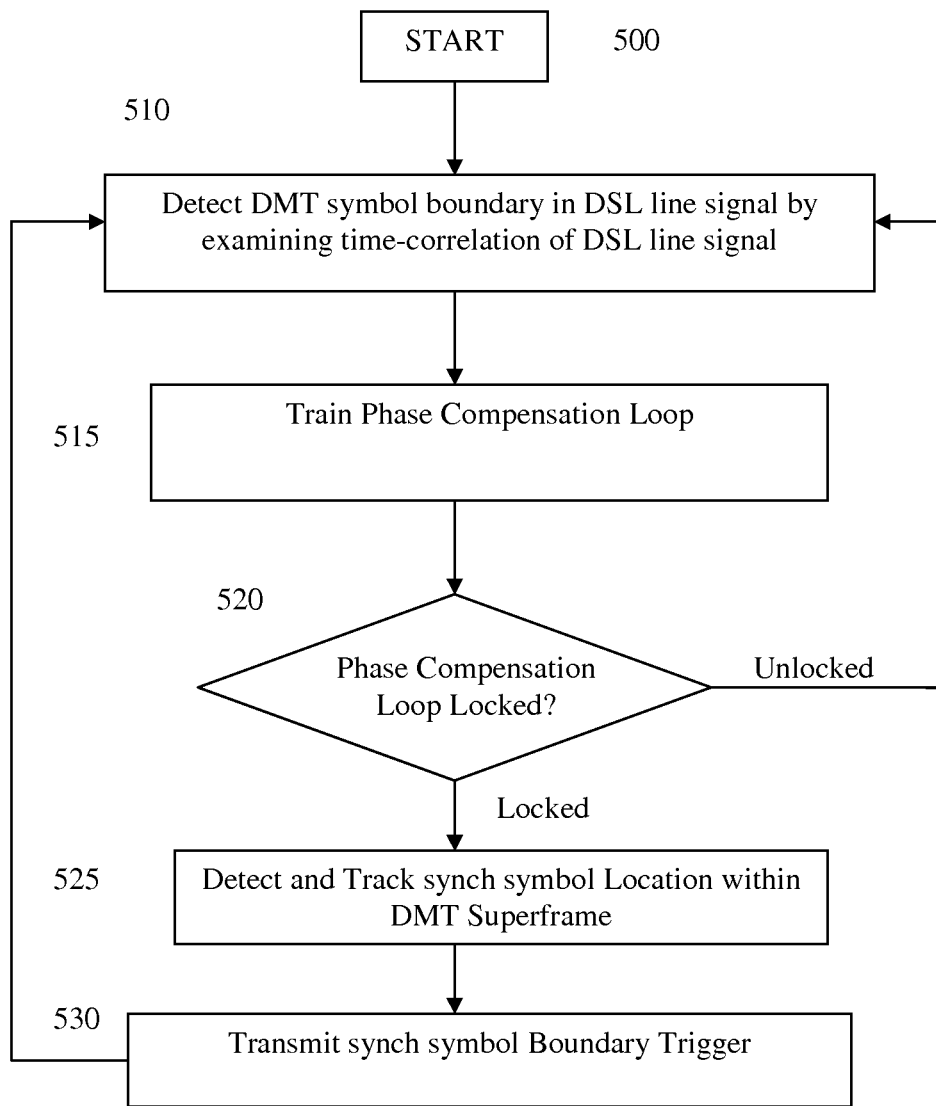 START
500
510
Detect DMT symbol boundary in DSL line signal by
examining time-correlation of DSL line signal
Train Phase Compensation Loop
515
520
Phase Compensation
Loop Locked?
Unlocked
Locked
525
Detect and Track synch symbol Location within
DMT Superframe
530
Transmit synch symbol Boundary Trigger